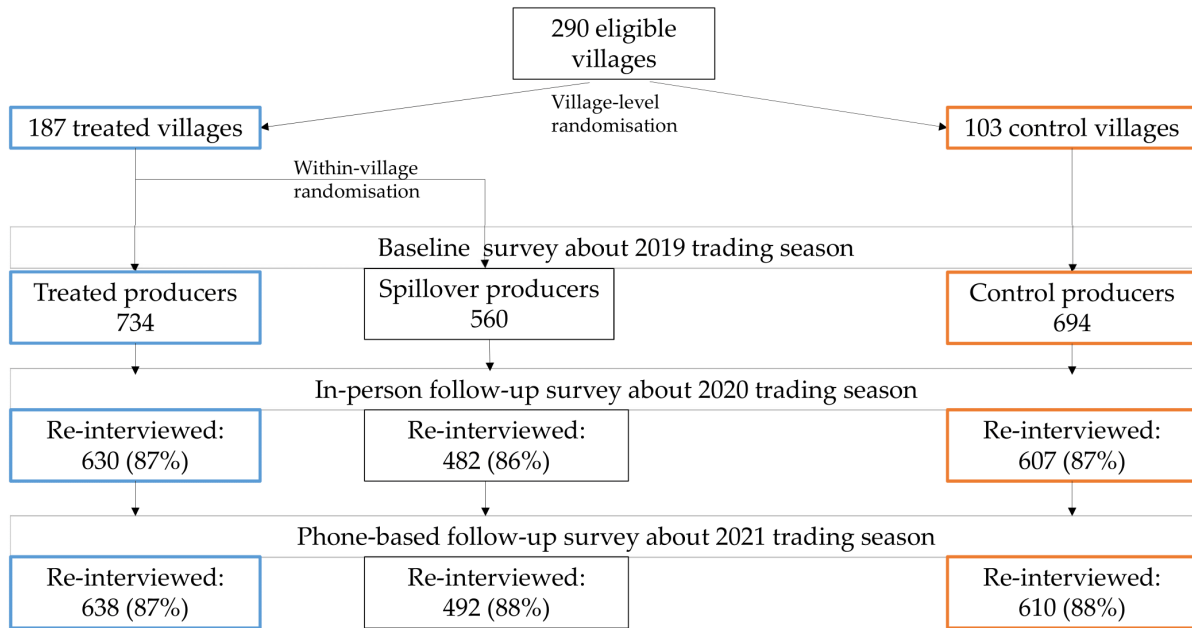 290 eligible
villages
Village-level
randomisation
187 treated villages
103 control villages
Within-village
randomisation
Baseline survey about 2019 trading season
Treated producers
734
Spillover producers
560
Control producers
694
In-person follow-up survey about 2020 trading season
Re-interviewed:
630 (87%)
Re-interviewed:
482 (86%)
Re-interviewed:
607 (87%)
Phone-based follow-up survey about 2021 trading season
Re-interviewed:
638 (87%)
Re-interviewed:
492 (88%)
Re-interviewed:
610 (88%)